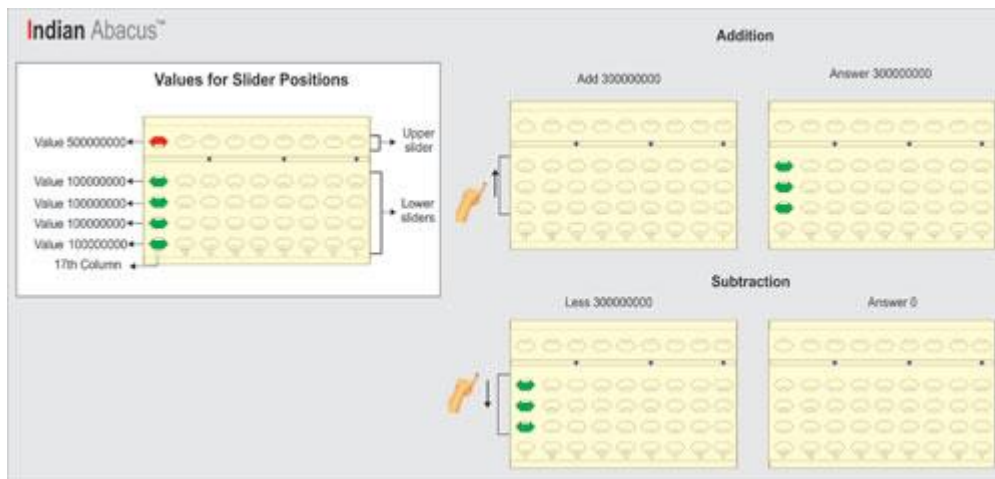 Indian Abacus™
Values for Slider Positions
Value 500000000
Upper slider
Value 100000000
Value 100000000
Value 100000000
Value 100000000
Lower sliders
17th Column
Addition
Add 300000000
Answer 300000000
Subtraction
Less 300000000
Answer 0